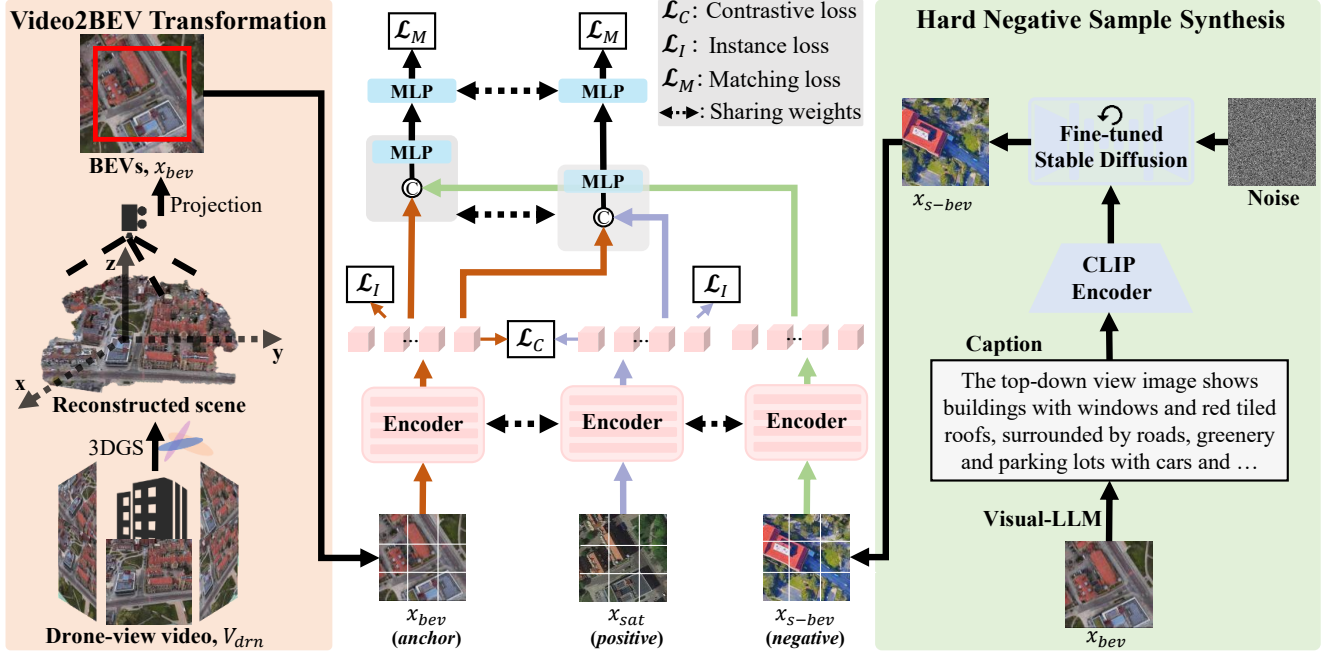 Video2BEV Transformation
BEVs, x_bev
Projection
z
y
x
Reconstructed scene
3DGS
Drone-view video, V_drn
ℒ_M
ℒ_M
MLP
MLP
MLP
MLP
C
C
ℒ_C: Contrastive loss
ℒ_I: Instance loss
ℒ_M: Matching loss
: Sharing weights
ℒ_I
ℒ_I
...
...
...
ℒ_C
Encoder
Encoder
Encoder
x_bev
(anchor)
x_sat
(positive)
x_s-bev
(negative)
Hard Negative Sample Synthesis
x_s-bev
Fine-tuned
Stable Diffusion
Noise
CLIP
Encoder
Caption
The top-down view image shows
buildings with windows and red tiled
roofs, surrounded by roads, greenery
and parking lots with cars and …
Visual-LLM
x_bev